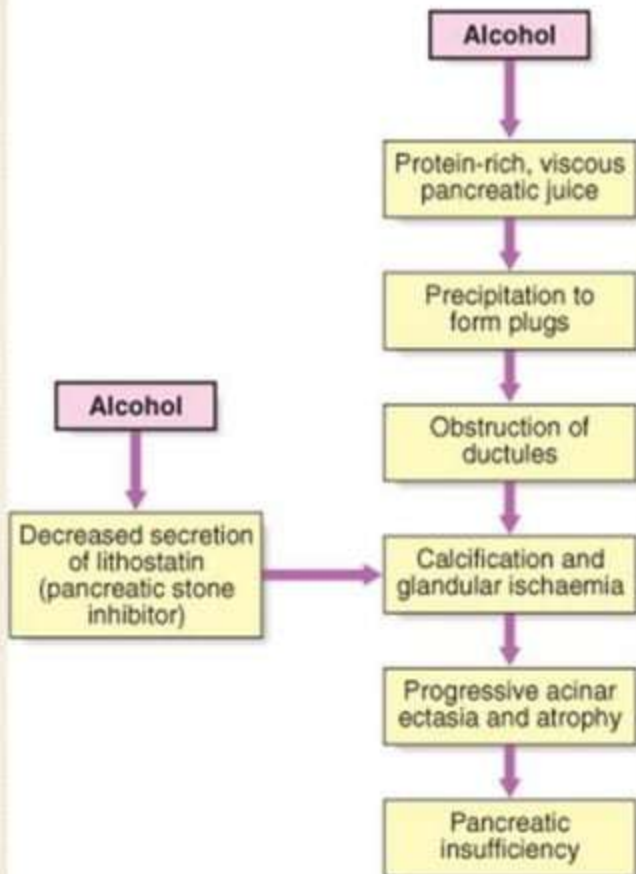 Alcohol
Protein-rich, viscous
pancreatic juice
Precipitation to
form plugs
Obstruction of
ductules
Alcohol
Decreased secretion
of lithostatin
(pancreatic stone
inhibitor)
Calcification and
glandular ischaemia
Progressive acinar
ectasia and atrophy
Pancreatic
insufficiency